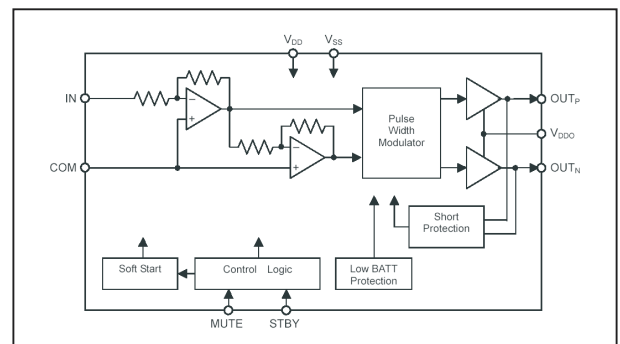 VDD VSS
IN
OUTP
Pulse
Width
Modulator
VDDO
COM
OUTN
Short
Protection
Soft Start
Control Logic
Low BATT
Protection
MUTE STBY
− + − +